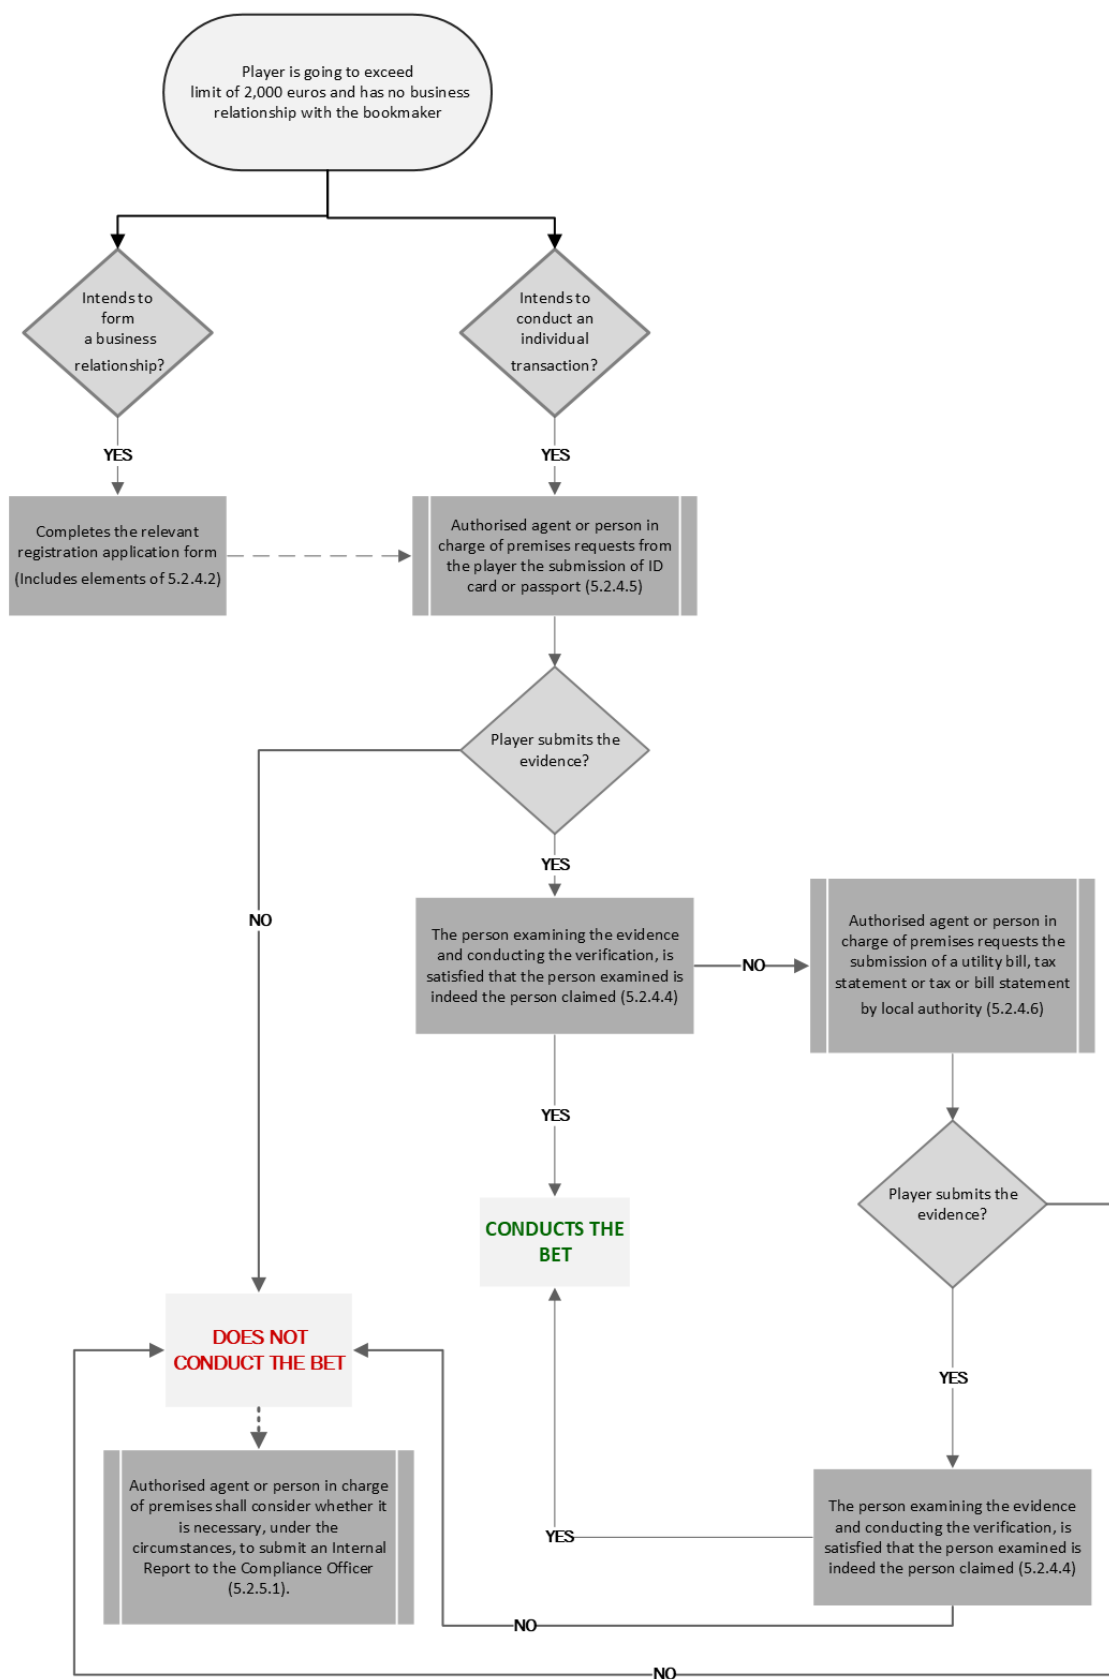 Player is going to exceed
limit of 2,000 euros and has no business
relationship with the bookmaker
Intends to
form
a business
relationship?
Intends to
conduct an
individual
transaction?
YES
YES
Completes the relevant
registration application form
(Includes elements of 5.2.4.2)
Authorised agent or person in
charge of premises requests from
the player the submission of ID
card or passport (5.2.4.5)
Player submits the
evidence?
YES
NO
The person examining the evidence
and conducting the verification, is
satisfied that the person examined is
indeed the person claimed (5.2.4.4)
NO
Authorised agent or person in
charge of premises requests the
submission of a utility bill, tax
statement or tax or bill statement
by local authority (5.2.4.6)
YES
Player submits the
evidence?
CONDUCTS THE
BET
DOES NOT
CONDUCT THE BET
YES
Authorised agent or person in charge
of premises shall consider whether it
is necessary, under the
circumstances, to submit an Internal
Report to the Compliance Officer
(5.2.5.1).
YES
The person examining the evidence
and conducting the verification, is
satisfied that the person examined is
indeed the person claimed (5.2.4.4)
NO
NO